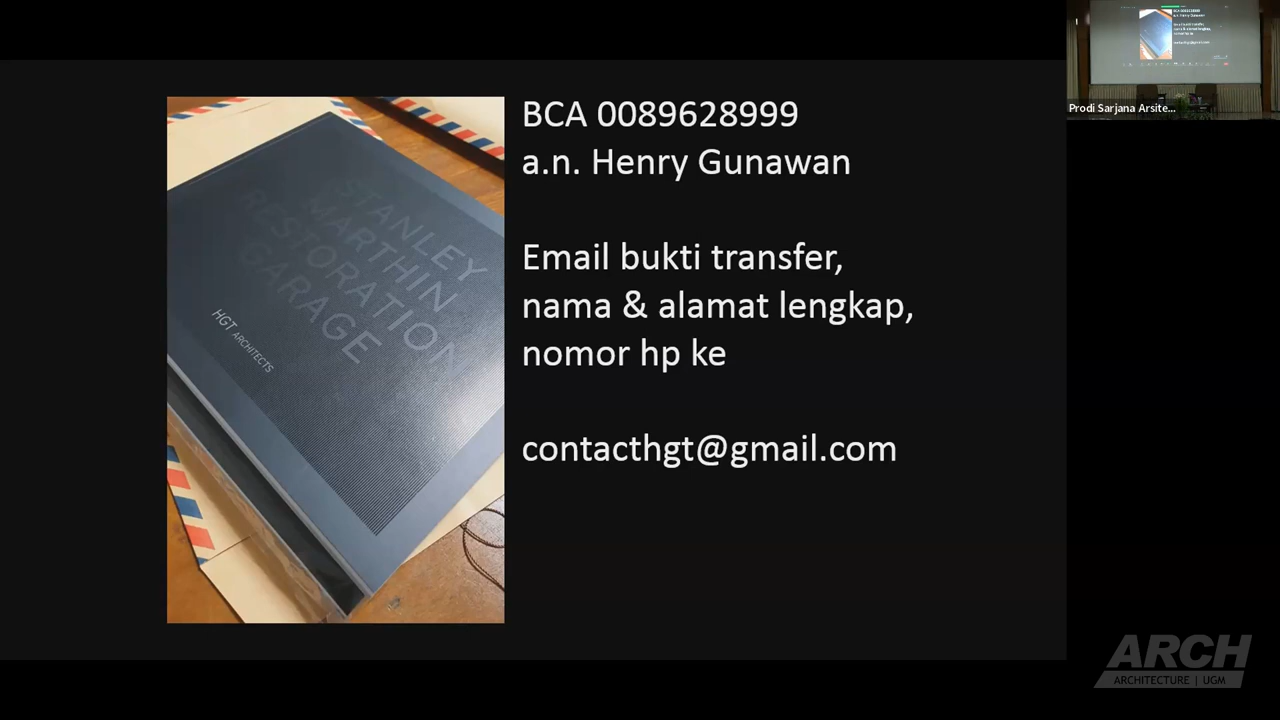 BCA 0089628999
a.n. Henry Gunawan
Email bukti transfer,
nama & alamat lengkap,
nomor hp ke
contacthgt@gmail.com
STANLEY
MARTHIN
RESTORATION
GARAGE
HGT ARCHITECTS
Prodi Sarjana Arsite...
ARCH
ARCHITECTURE | UGM